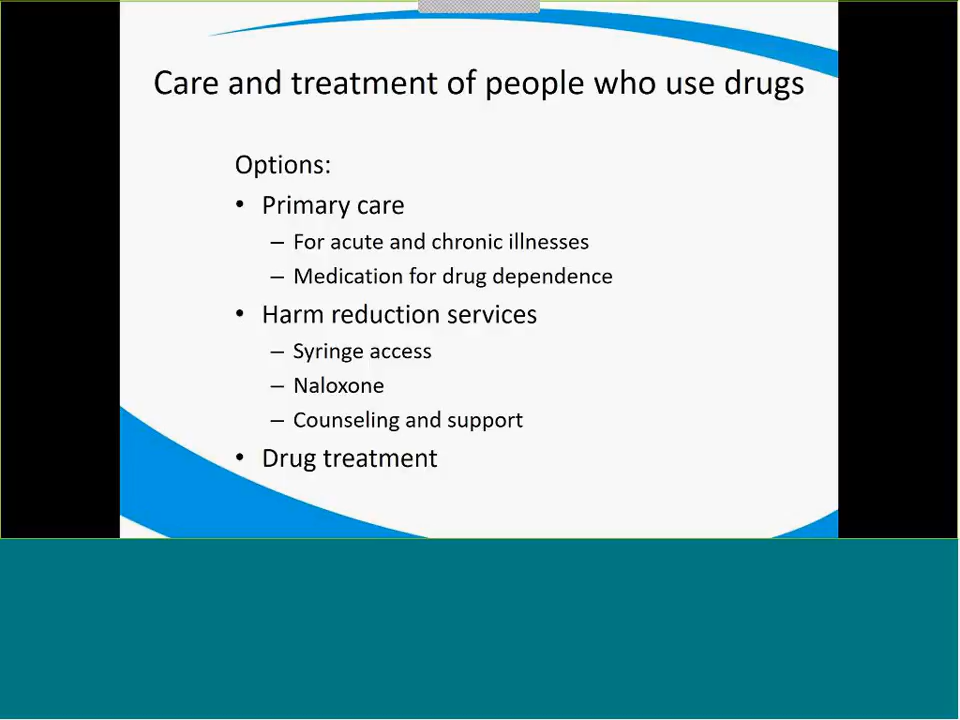 Care and treatment of people who use drugs
Options:
• Primary care
– For acute and chronic illnesses
– Medication for drug dependence
• Harm reduction services
– Syringe access
– Naloxone
– Counseling and support
• Drug treatment